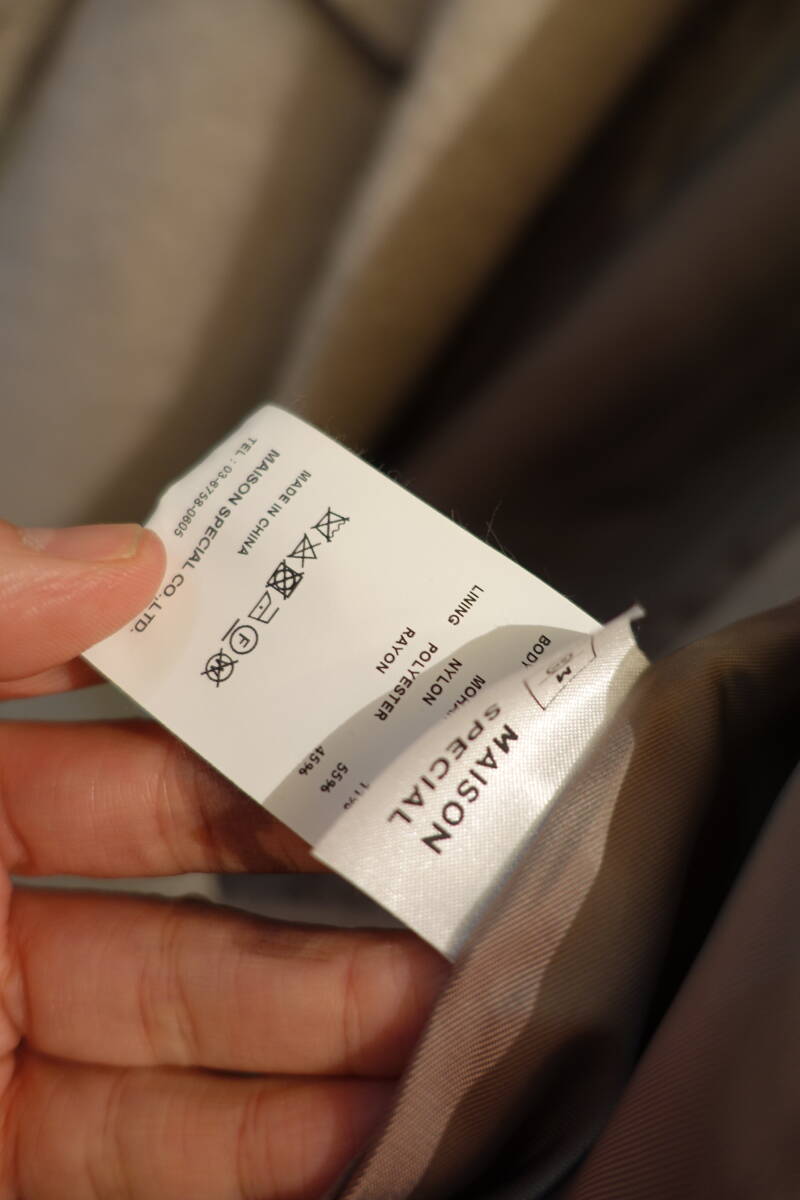 MAISON
SPECIAL
M
BODY
NYLON
LINING POLYESTER 55%
RAYON 45%
F W
MADE IN CHINA
MAISON SPECIAL CO.,LTD.
TEL : 03-6758-0605